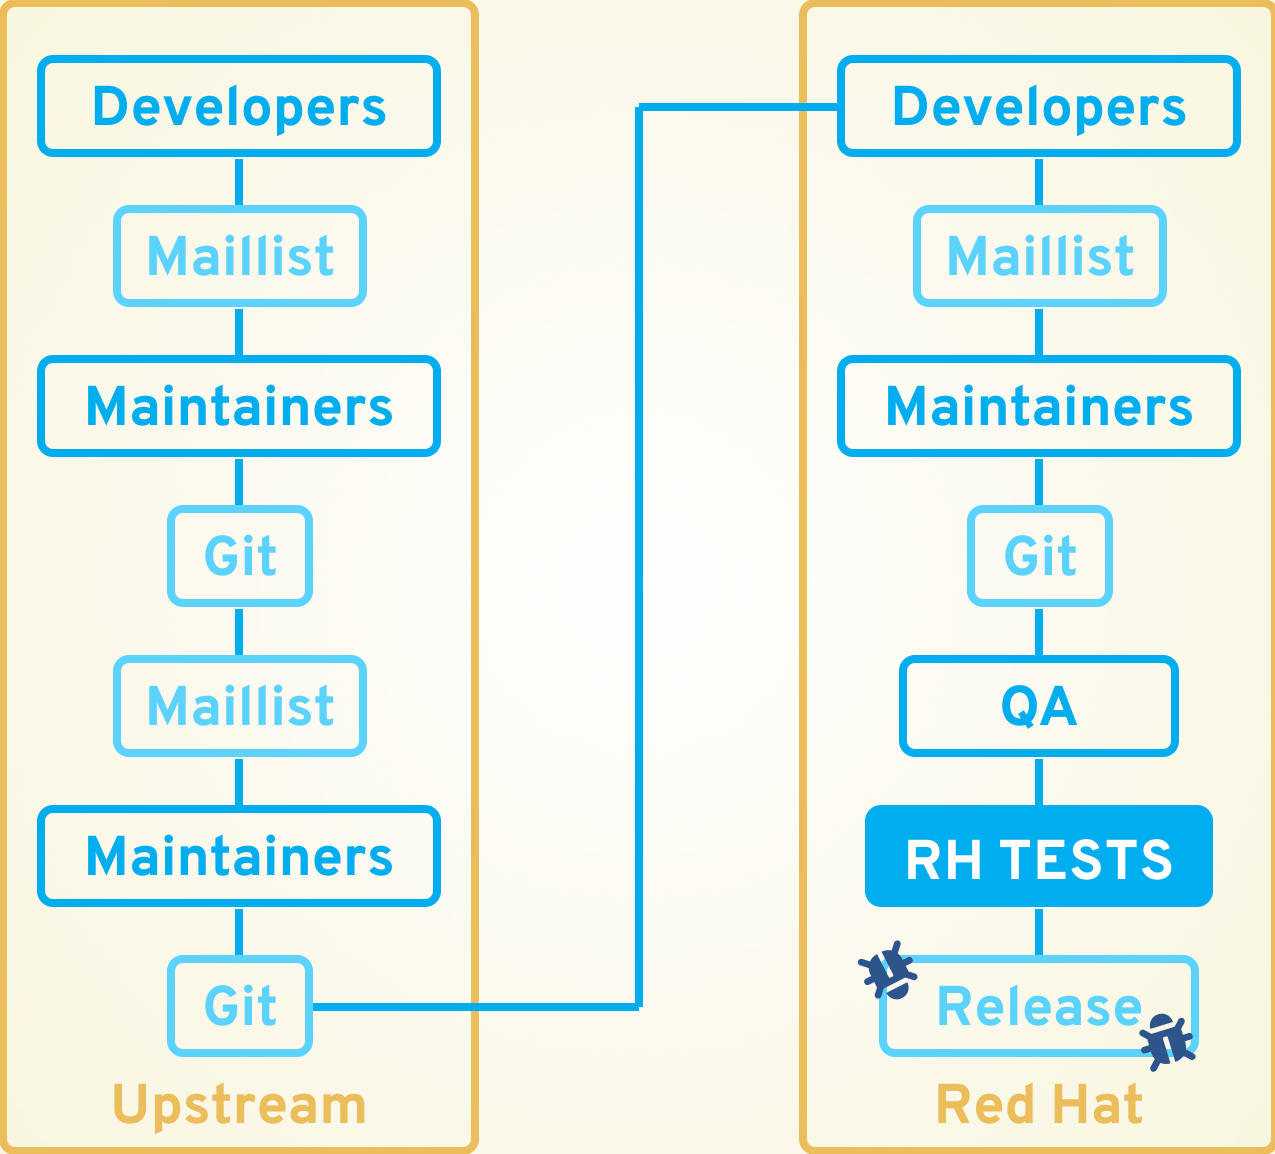 Developers
Maillist
Maintainers
Git
Maillist
Maintainers
Git
Upstream
Developers
Maillist
Maintainers
Git
QA
RH TESTS
Release
Red Hat